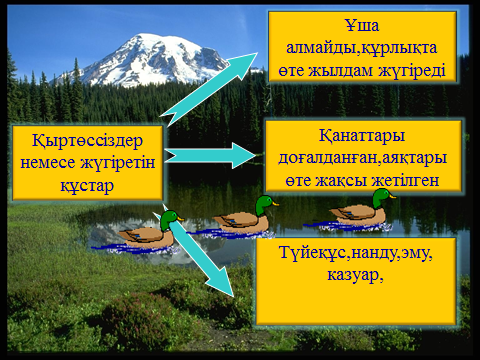 Ұша
алмайды,құрлықта
өте жылдам жүгіреді
Қыртөссіздер
немесе жүгіретін
құстар
Қанаттары
доғалданған,аяқтары
өте жақсы жетілген
Түйеқұс,нанду,эму,
казуар,